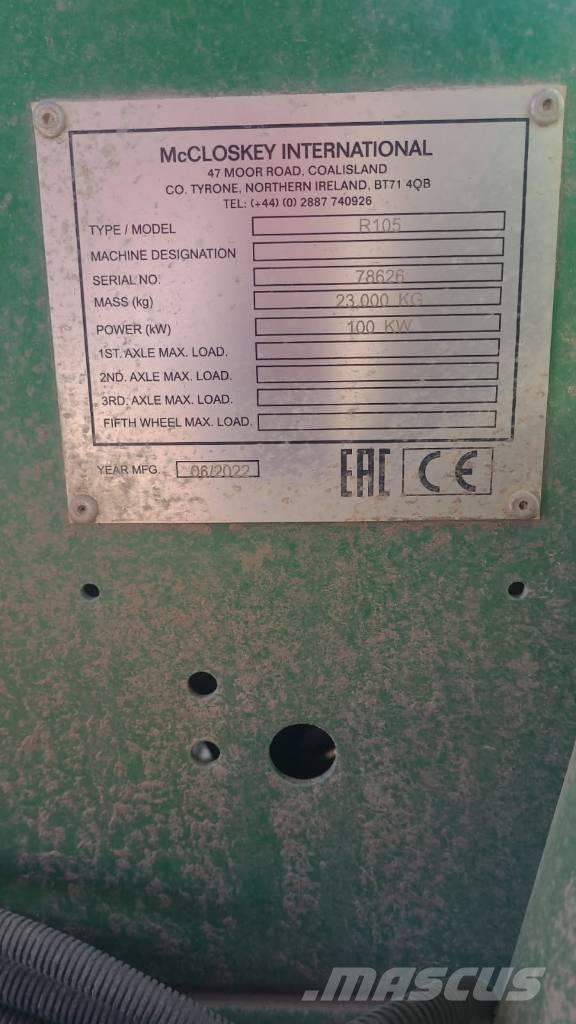 McCLOSKEY INTERNATIONAL
47 MOOR ROAD, COALISLAND
CO. TYRONE, NORTHERN IRELAND, BT71 4QB
TEL: (+44) (0) 2887 740926
TYPE / MODEL R105
MACHINE DESIGNATION
SERIAL NO. 78626
MASS (kg) 23,000 KG
POWER (kW) 100 KW
1ST. AXLE MAX. LOAD.
2ND. AXLE MAX. LOAD.
3RD. AXLE MAX. LOAD.
FIFTH WHEEL MAX. LOAD.
YEAR MFG. 06/2022 EAC CE
MASCUS